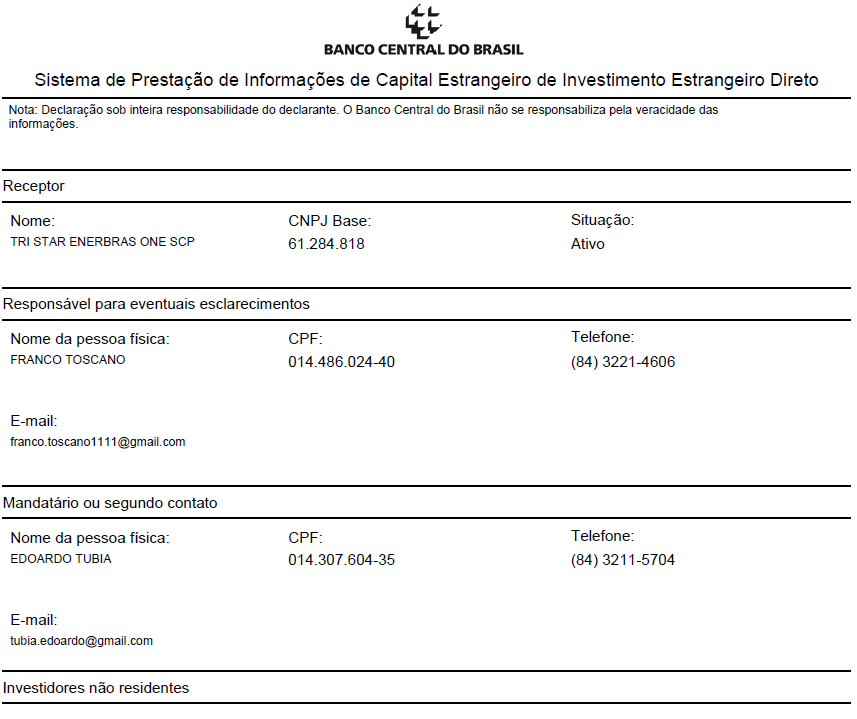 BANCO CENTRAL DO BRASIL
Sistema de Prestação de Informações de Capital Estrangeiro de Investimento Estrangeiro Direto
Nota: Declaração sob inteira responsabilidade do declarante. O Banco Central do Brasil não se responsabiliza pela veracidade das
informações.
Receptor
Nome: CNPJ Base: Situação:
TRI STAR ENERBRAS ONE SCP 61.284.818 Ativo
Responsável para eventuais esclarecimentos
Nome da pessoa física: CPF: Telefone:
FRANCO TOSCANO 014.486.024-40 (84) 3221-4606
E-mail:
franco.toscano1111@gmail.com
Mandatário ou segundo contato
Nome da pessoa física: CPF: Telefone:
EDOARDO TUBIA 014.307.604-35 (84) 3211-5704
E-mail:
tubia.edoardo@gmail.com
Investidores não residentes